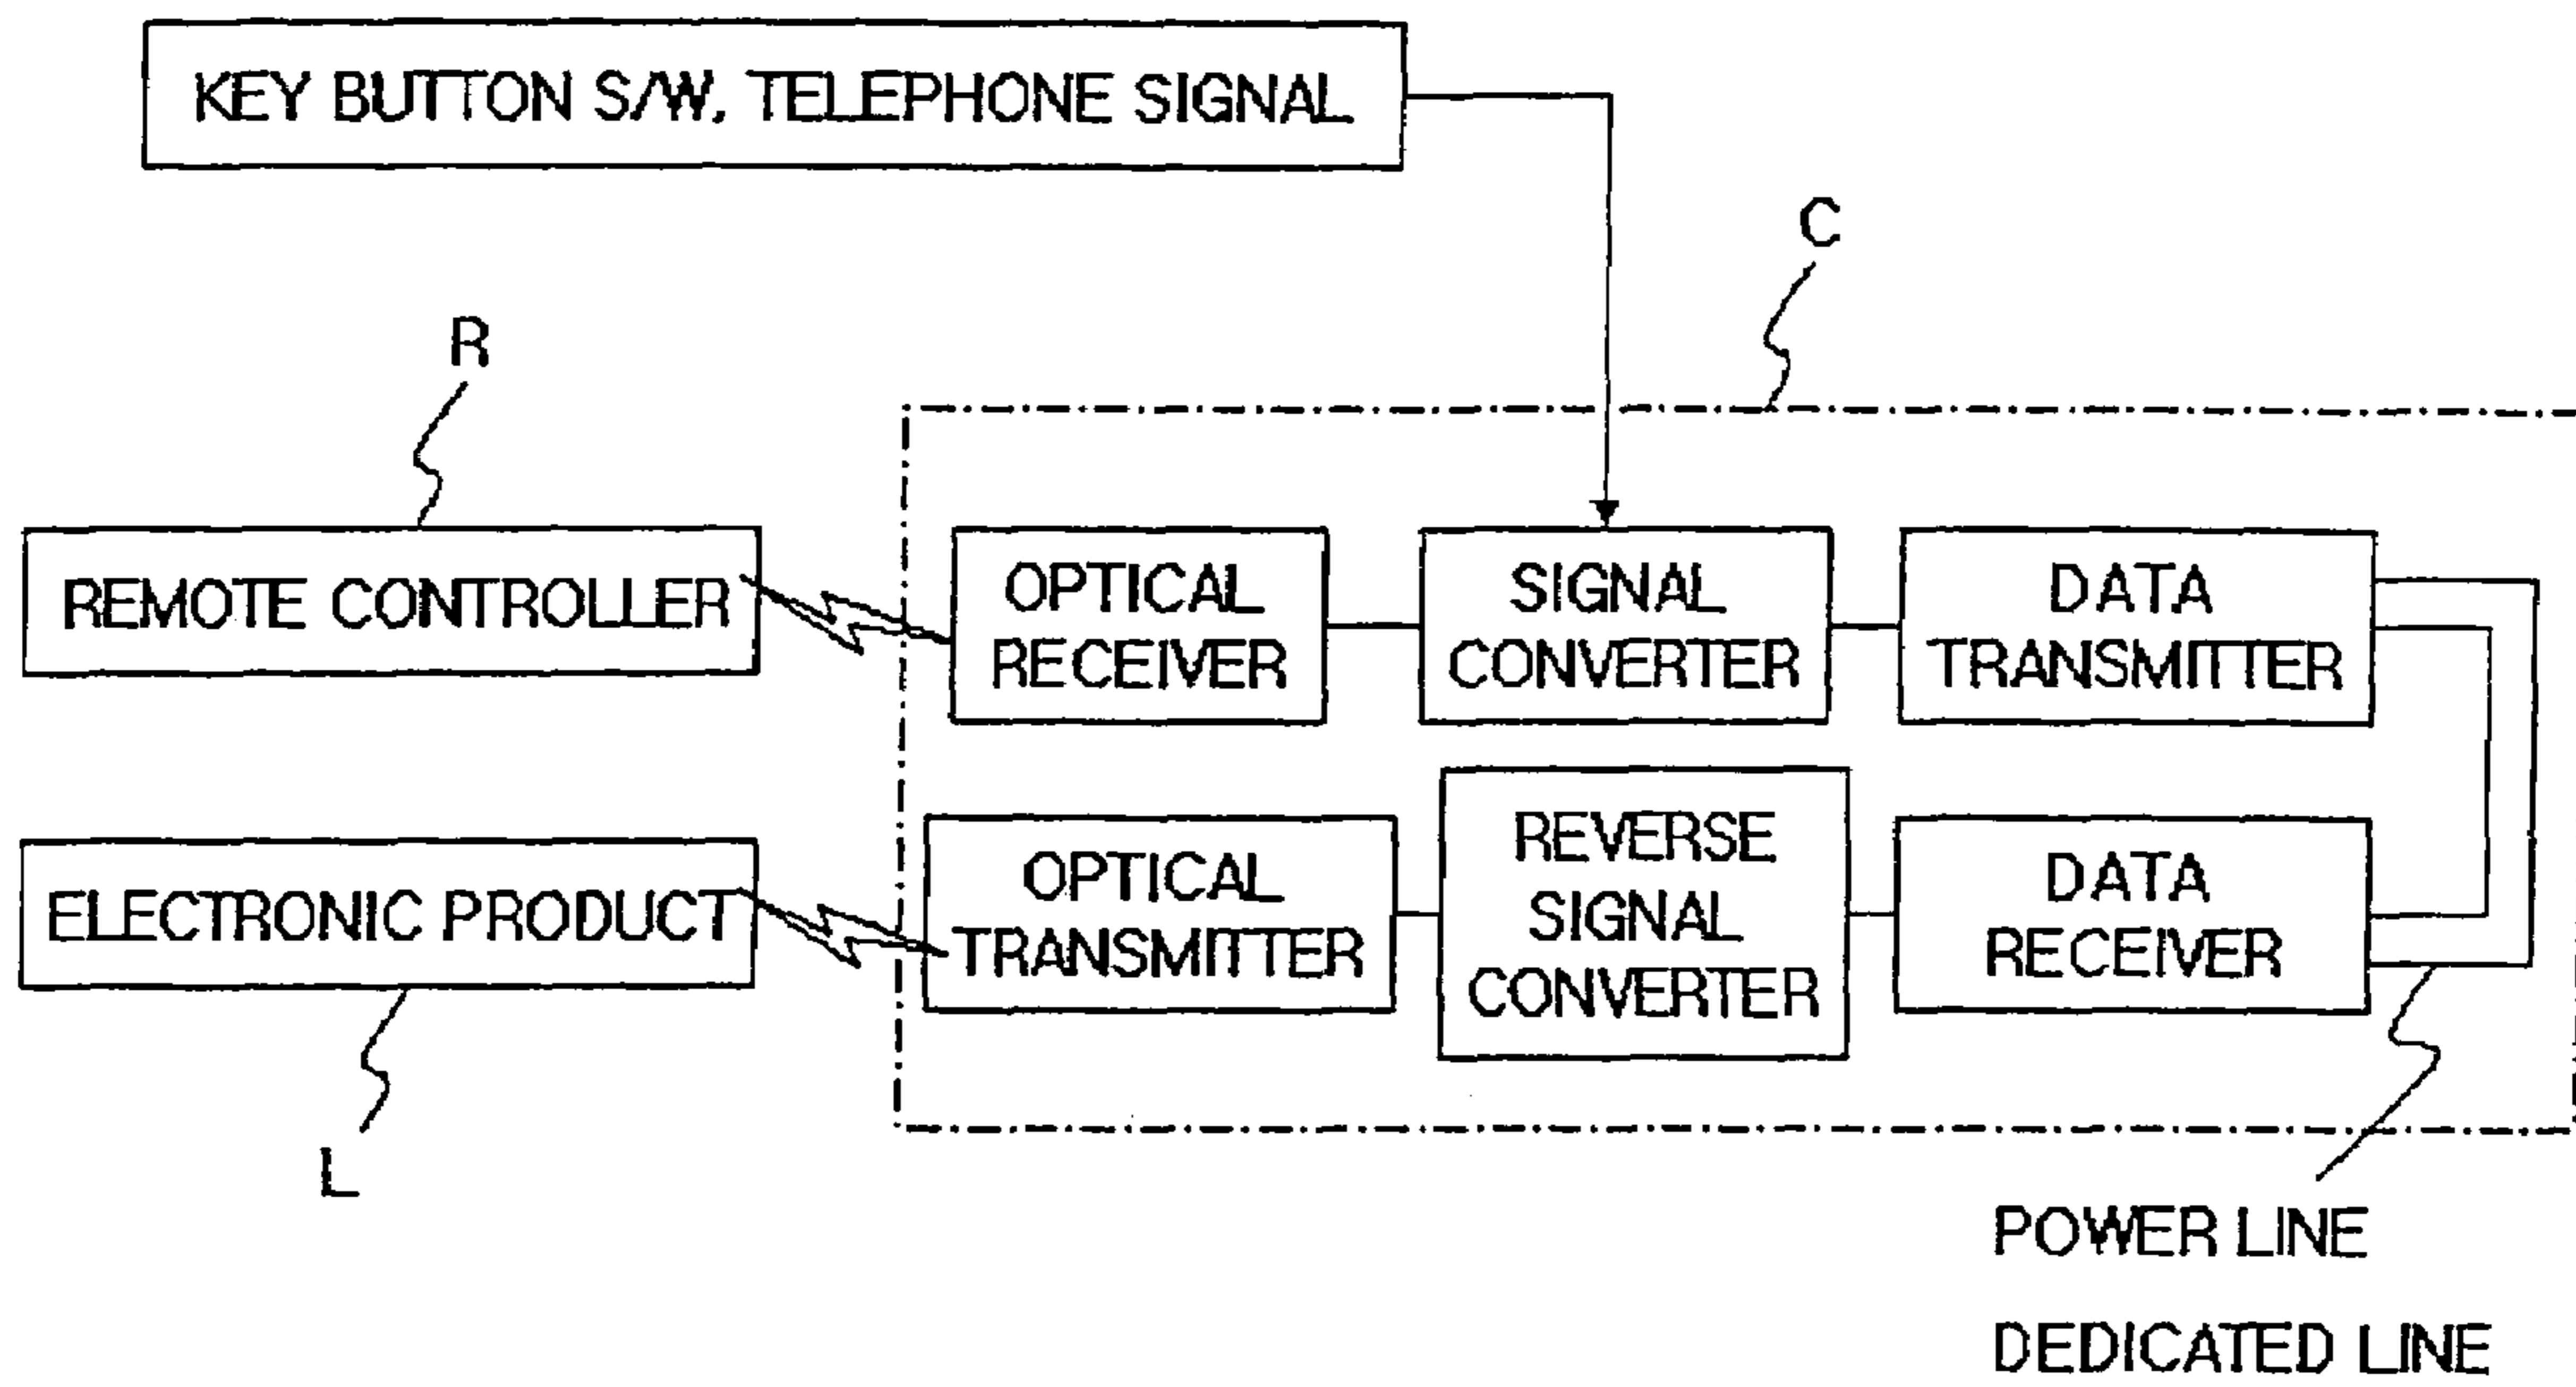 KEY BUTTON S/W, TELEPHONE SIGNAL
C
R
REMOTE CONTROLLER
OPTICAL
RECEIVER
SIGNAL
CONVERTER
DATA
TRANSMITTER
ELECTRONIC PRODUCT
OPTICAL
TRANSMITTER
REVERSE
SIGNAL
CONVERTER
DATA
RECEIVER
L
POWER LINE
DEDICATED LINE